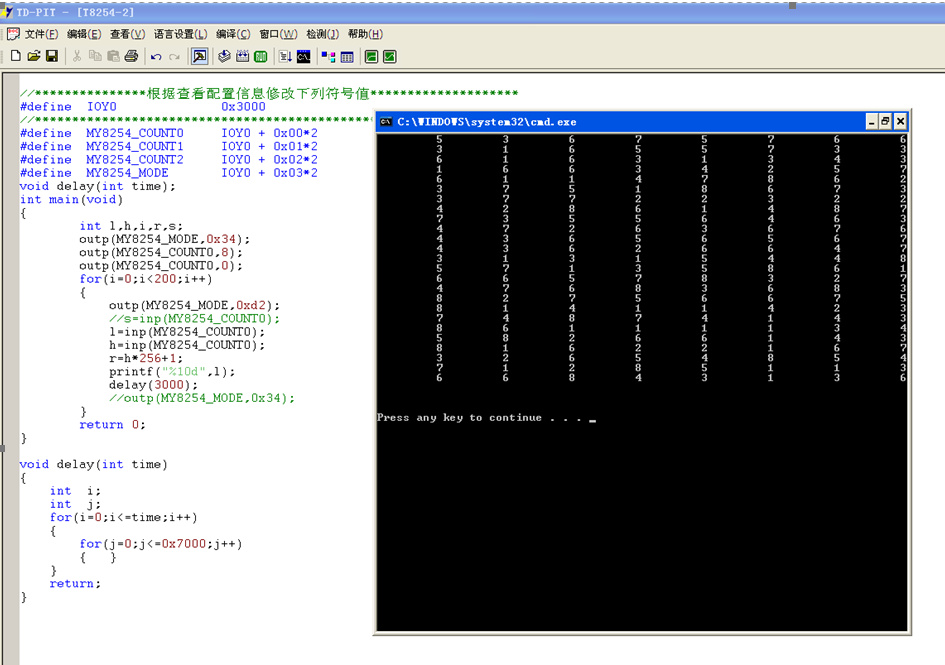 TD-PIT - [T8254-2]
文件(F) 编辑(E) 查看(V) 语言设置(L) 编译(C) 窗口(W) 检测(J) 帮助(H)
//***************根据查看配置信息修改下列符号值********************
#define IOY0 0x3000
//*********************************************
#define MY8254_COUNT0 IOY0 + 0x00*2
#define MY8254_COUNT1 IOY0 + 0x01*2
#define MY8254_COUNT2 IOY0 + 0x02*2
#define MY8254_MODE IOY0 + 0x03*2
void delay(int time);
int main(void)
{
int l,h,i,r,s;
outp(MY8254_MODE,0x34);
outp(MY8254_COUNT0,8);
outp(MY8254_COUNT0,0);
for(i=0;i<200;i++)
{
outp(MY8254_MODE,0xd2);
//s=inp(MY8254_COUNT0);
l=inp(MY8254_COUNT0);
h=inp(MY8254_COUNT0);
r=h*256+l;
printf("%10d",l);
delay(3000);
//outp(MY8254_MODE,0x34);
}
return 0;
}
void delay(int time)
{
int i;
int j;
for(i=0;i<=time;i++)
{
for(j=0;j<=0x7000;j++)
{ }
}
return;
}
C:\WINDOWS\system32\cmd.exe
5 3 6 7 5 7 6 6
3 1 6 5 5 7 3 3
6 1 6 3 1 3 4 3
1 6 6 3 4 2 5 7
6 1 1 4 7 8 6 2
3 7 5 1 8 6 7 3
3 7 7 2 2 3 2 2
4 2 8 6 1 4 8 7
7 3 5 5 6 4 6 3
4 7 2 6 3 6 7 6
4 3 6 5 6 5 6 7
4 3 3 2 6 4 7 7
3 1 3 1 5 4 4 8
5 7 1 3 5 8 6 1
6 6 5 7 8 3 2 7
4 7 6 8 3 6 8 3
8 2 7 5 6 6 7 5
8 1 4 1 1 4 2 3
7 4 8 7 4 1 4 3
8 6 1 1 1 1 3 4
5 8 2 6 6 1 4 3
8 1 6 2 2 1 6 7
3 2 6 5 4 8 5 4
7 1 2 8 5 1 1 3
6 6 8 4 3 1 3 6
Press any key to continue . . . _